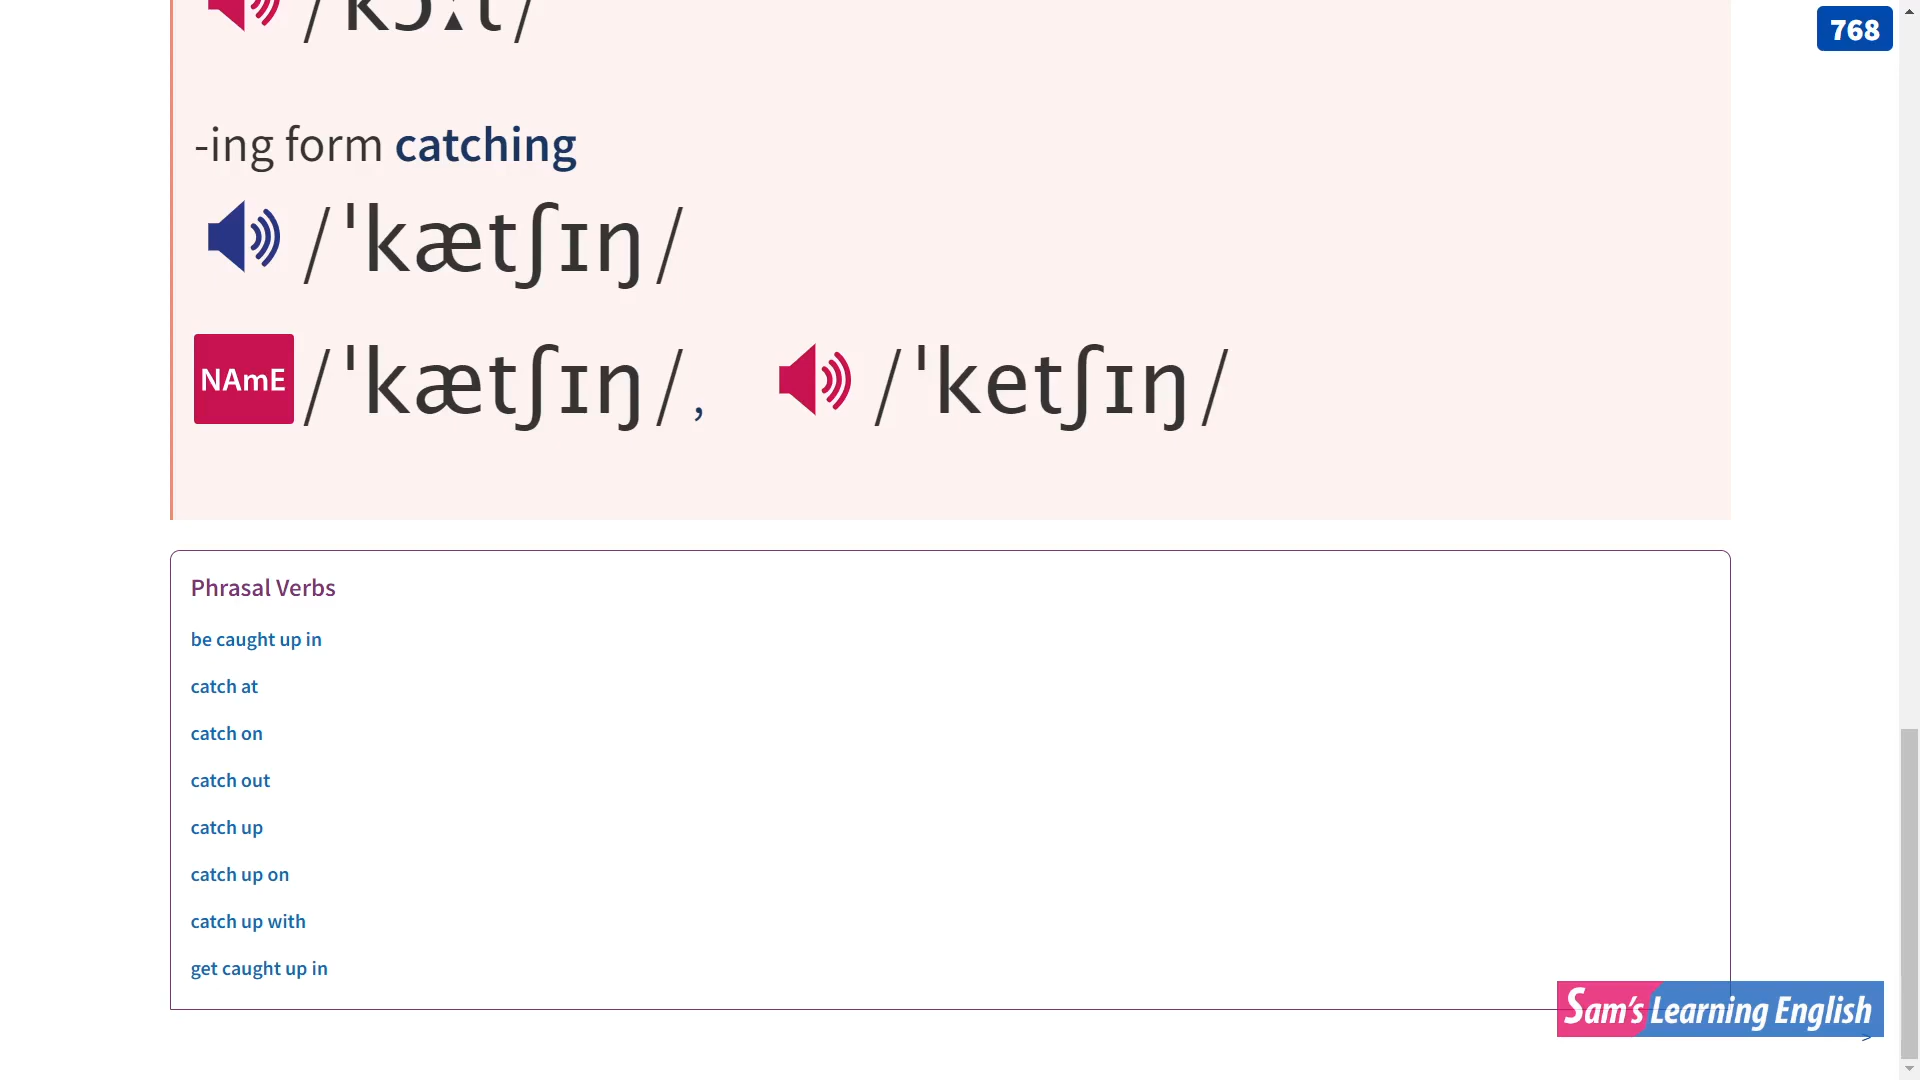 /kɔːt/
768
-ing form catching
/ˈkætʃɪŋ/
NAmE /ˈkætʃɪŋ/, /ˈketʃɪŋ/
Phrasal Verbs
be caught up in
catch at
catch on
catch out
catch up
catch up on
catch up with
get caught up in
Sam's Learning English
>